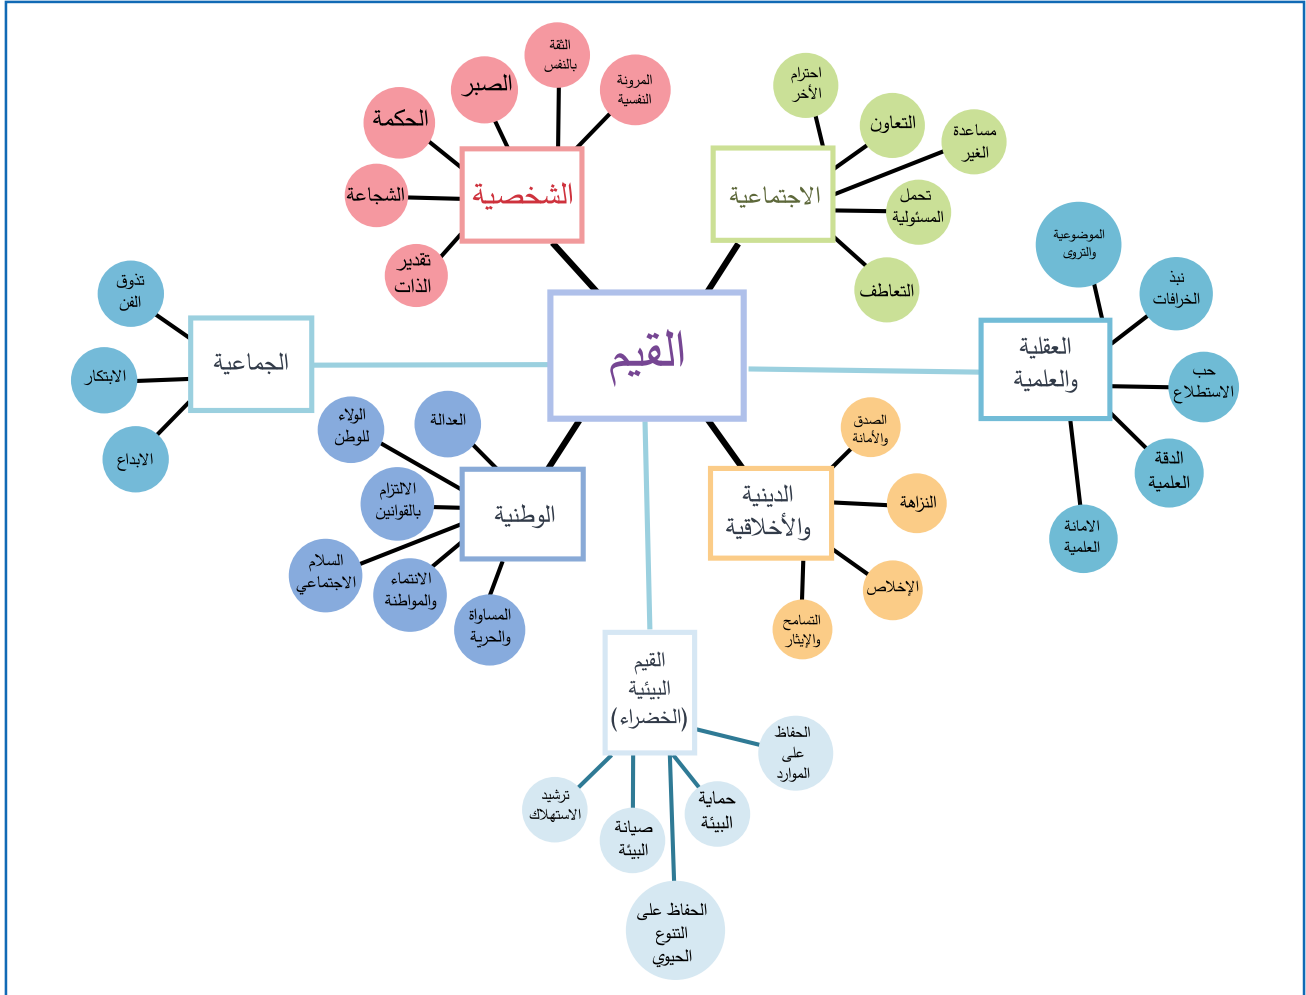 القيم
الشخصية
المرونة
النفسية
الثقة
بالنفس
الصبر
الحكمة
الشجاعة
تقدير
الذات
الاجتماعية
احترام
الأخر
التعاون
مساعدة
الغير
تحمل
المسئولية
التعاطف
العقلية
والعلمية
الموضوعية
والتروى
نبذ
الخرافات
حب
الاستطلاع
الدقة
العلمية
الامانة
العلمية
الدينية
والأخلاقية
الصدق
والأمانة
النزاهة
الإخلاص
التسامح
والإيثار
القيم
البيئية
(الخضراء)
الحفاظ
على
الموارد
حماية
البيئة
الحفاظ على
التنوع
الحيوي
صيانة
البيئة
ترشيد
الاستهلاك
الوطنية
العدالة
الولاء
للوطن
الالتزام
بالقوانين
السلام
الاجتماعي
الانتماء
والمواطنة
المساواة
والحرية
الجماعية
تذوق
الفن
الابتكار
الابداع